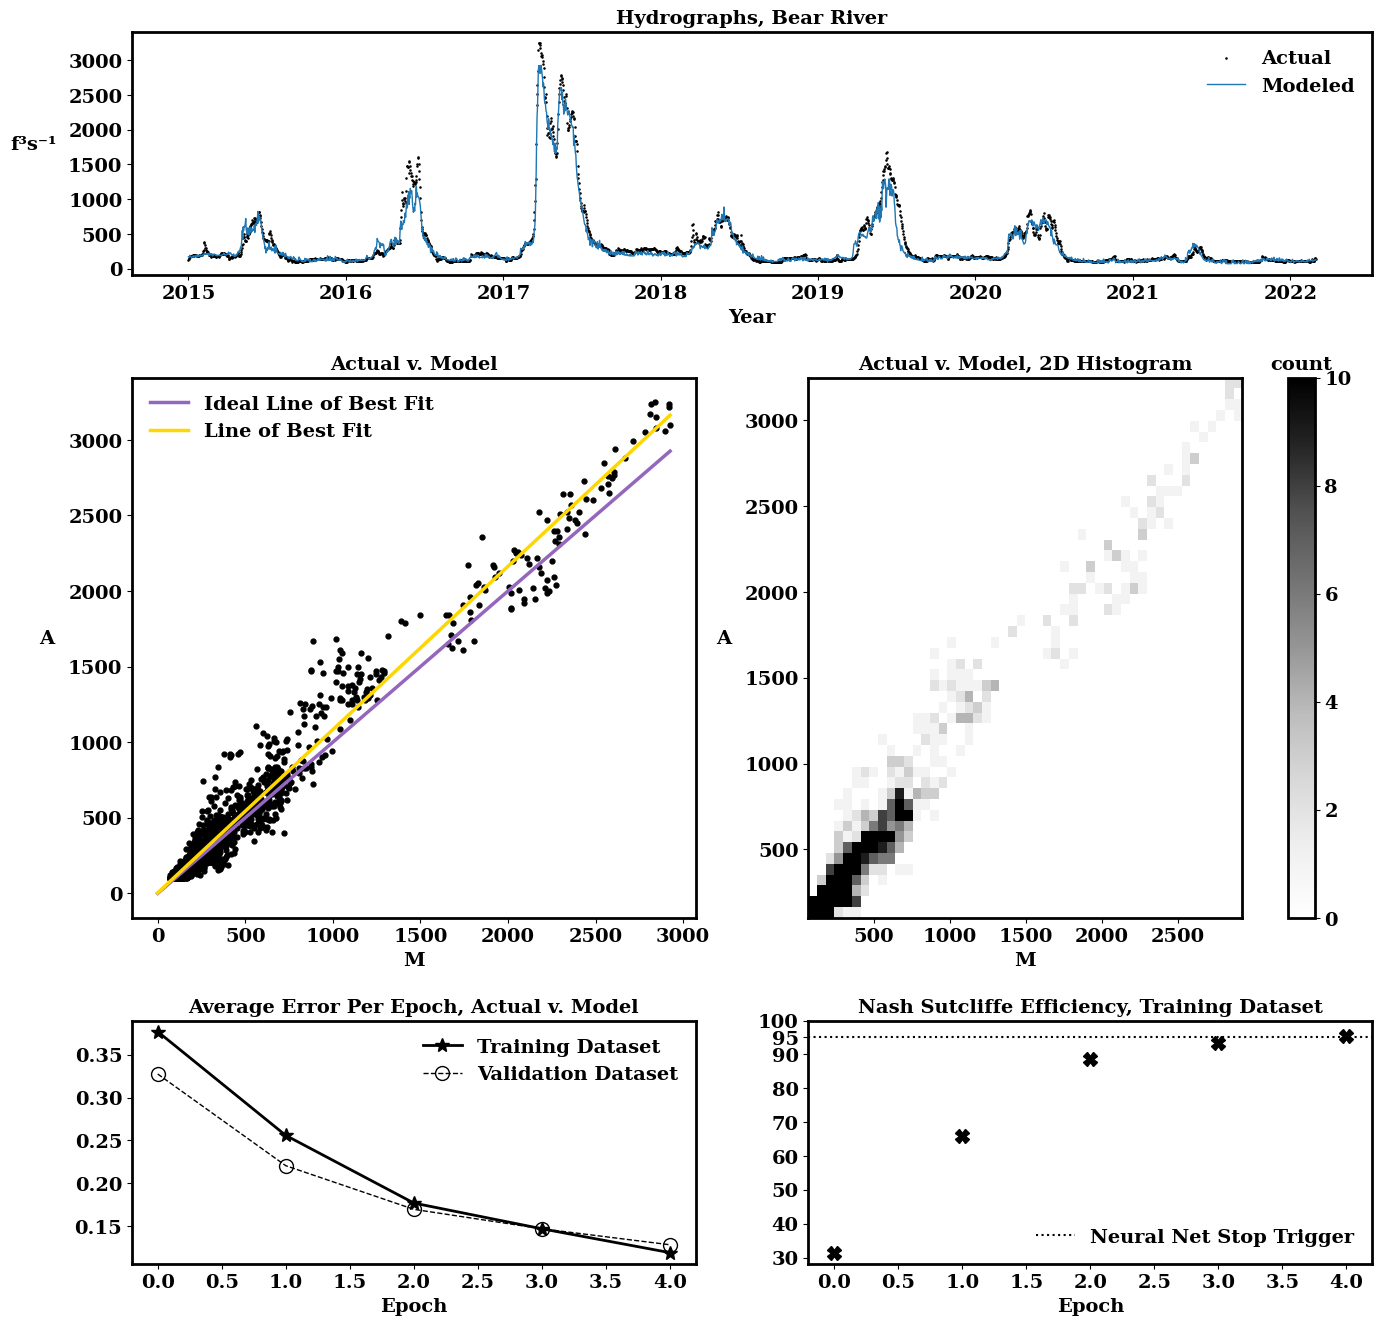 Hydrographs, Bear River
3000
2500
2000
1500
1000
500
0
f³s⁻¹
Actual
Modeled
2015 2016 2017 2018 2019 2020 2021 2022
Year
Actual v. Model
Ideal Line of Best Fit
Line of Best Fit
3000
2500
2000
1500
1000
500
0
A
0 500 1000 1500 2000 2500 3000
M
Actual v. Model, 2D Histogram
3000
2500
2000
1500
1000
500
A
500 1000 1500 2000 2500
M
count
10
8
6
4
2
0
Average Error Per Epoch, Actual v. Model
Training Dataset
Validation Dataset
0.35
0.30
0.25
0.20
0.15
0.0 0.5 1.0 1.5 2.0 2.5 3.0 3.5 4.0
Epoch
Nash Sutcliffe Efficiency, Training Dataset
100
95
90
80
70
60
50
40
30
Neural Net Stop Trigger
0.0 0.5 1.0 1.5 2.0 2.5 3.0 3.5 4.0
Epoch